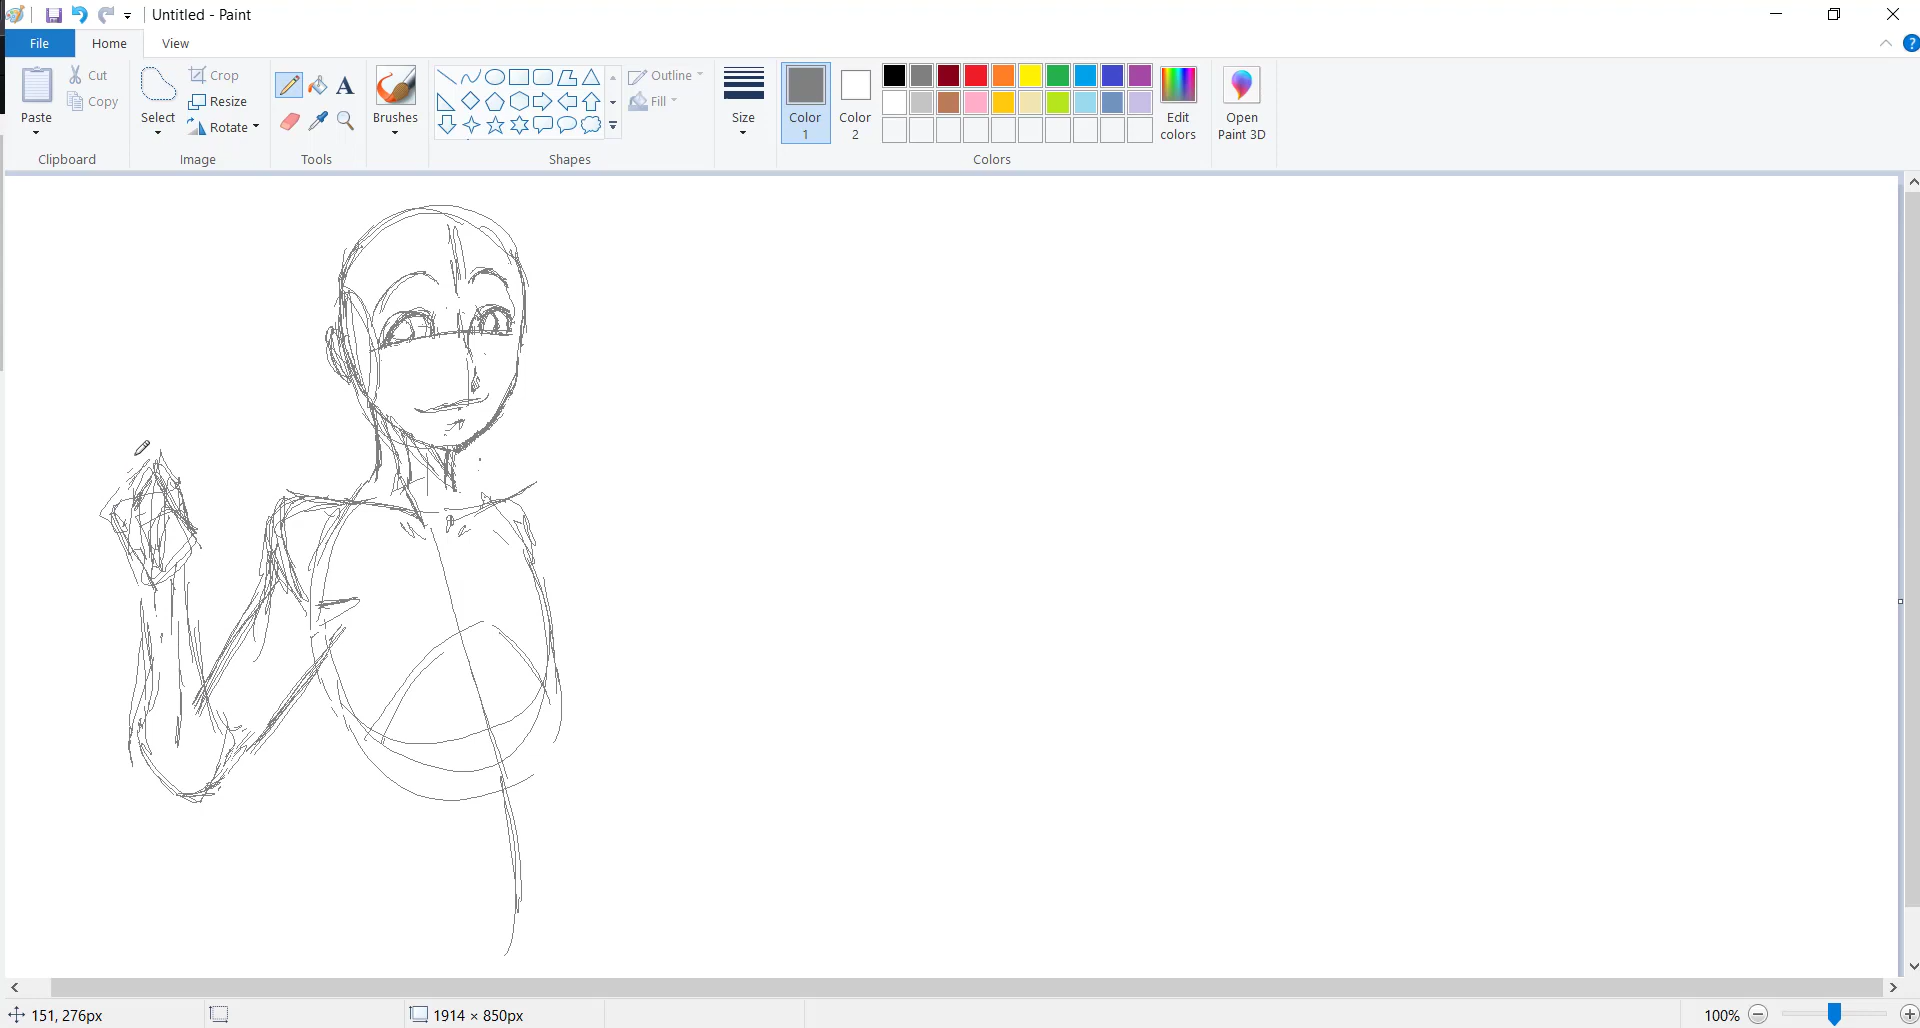 Untitled - Paint
File
Home
View
Paste
Cut
Copy
Clipboard
Select
Crop
Resize
Rotate
Image
A
Tools
Brushes
Outline
Fill
Shapes
Size
Color
1
Color
2
Edit
colors
Colors
Open
Paint 3D
?
151, 276px
1914 × 850px
100%